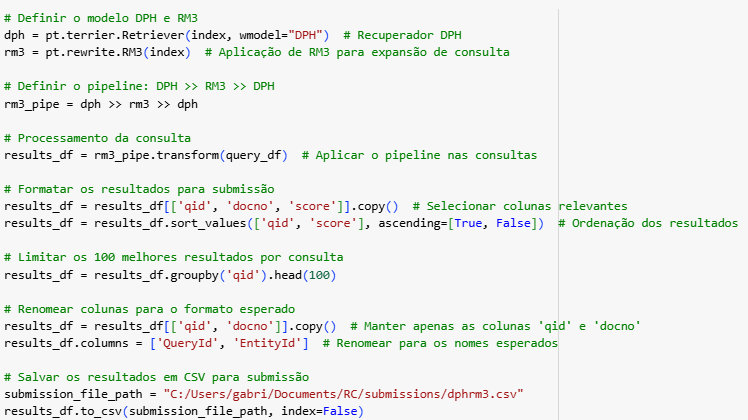 # Definir o modelo DPH e RM3
dph = pt.terrier.Retriever(index, wmodel="DPH")  # Recuperador DPH
rm3 = pt.rewrite.RM3(index)  # Aplicação de RM3 para expansão de consulta

# Definir o pipeline: DPH >> RM3 >> DPH
rm3_pipe = dph >> rm3 >> dph

# Processamento da consulta
results_df = rm3_pipe.transform(query_df)  # Aplicar o pipeline nas consultas

# Formatar os resultados para submissão
results_df = results_df[['qid', 'docno', 'score']].copy()  # Selecionar colunas relevantes
results_df = results_df.sort_values(['qid', 'score'], ascending=[True, False])  # Ordenação dos resultados

# Limitar os 100 melhores resultados por consulta
results_df = results_df.groupby('qid').head(100)

# Renomear colunas para o formato esperado
results_df = results_df[['qid', 'docno']].copy()  # Manter apenas as colunas 'qid' e 'docno'
results_df.columns = ['QueryId', 'EntityId']  # Renomear para os nomes esperados

# Salvar os resultados em CSV para submissão
submission_file_path = "C:/Users/gabri/Documents/RC/submissions/dphrm3.csv"
results_df.to_csv(submission_file_path, index=False)